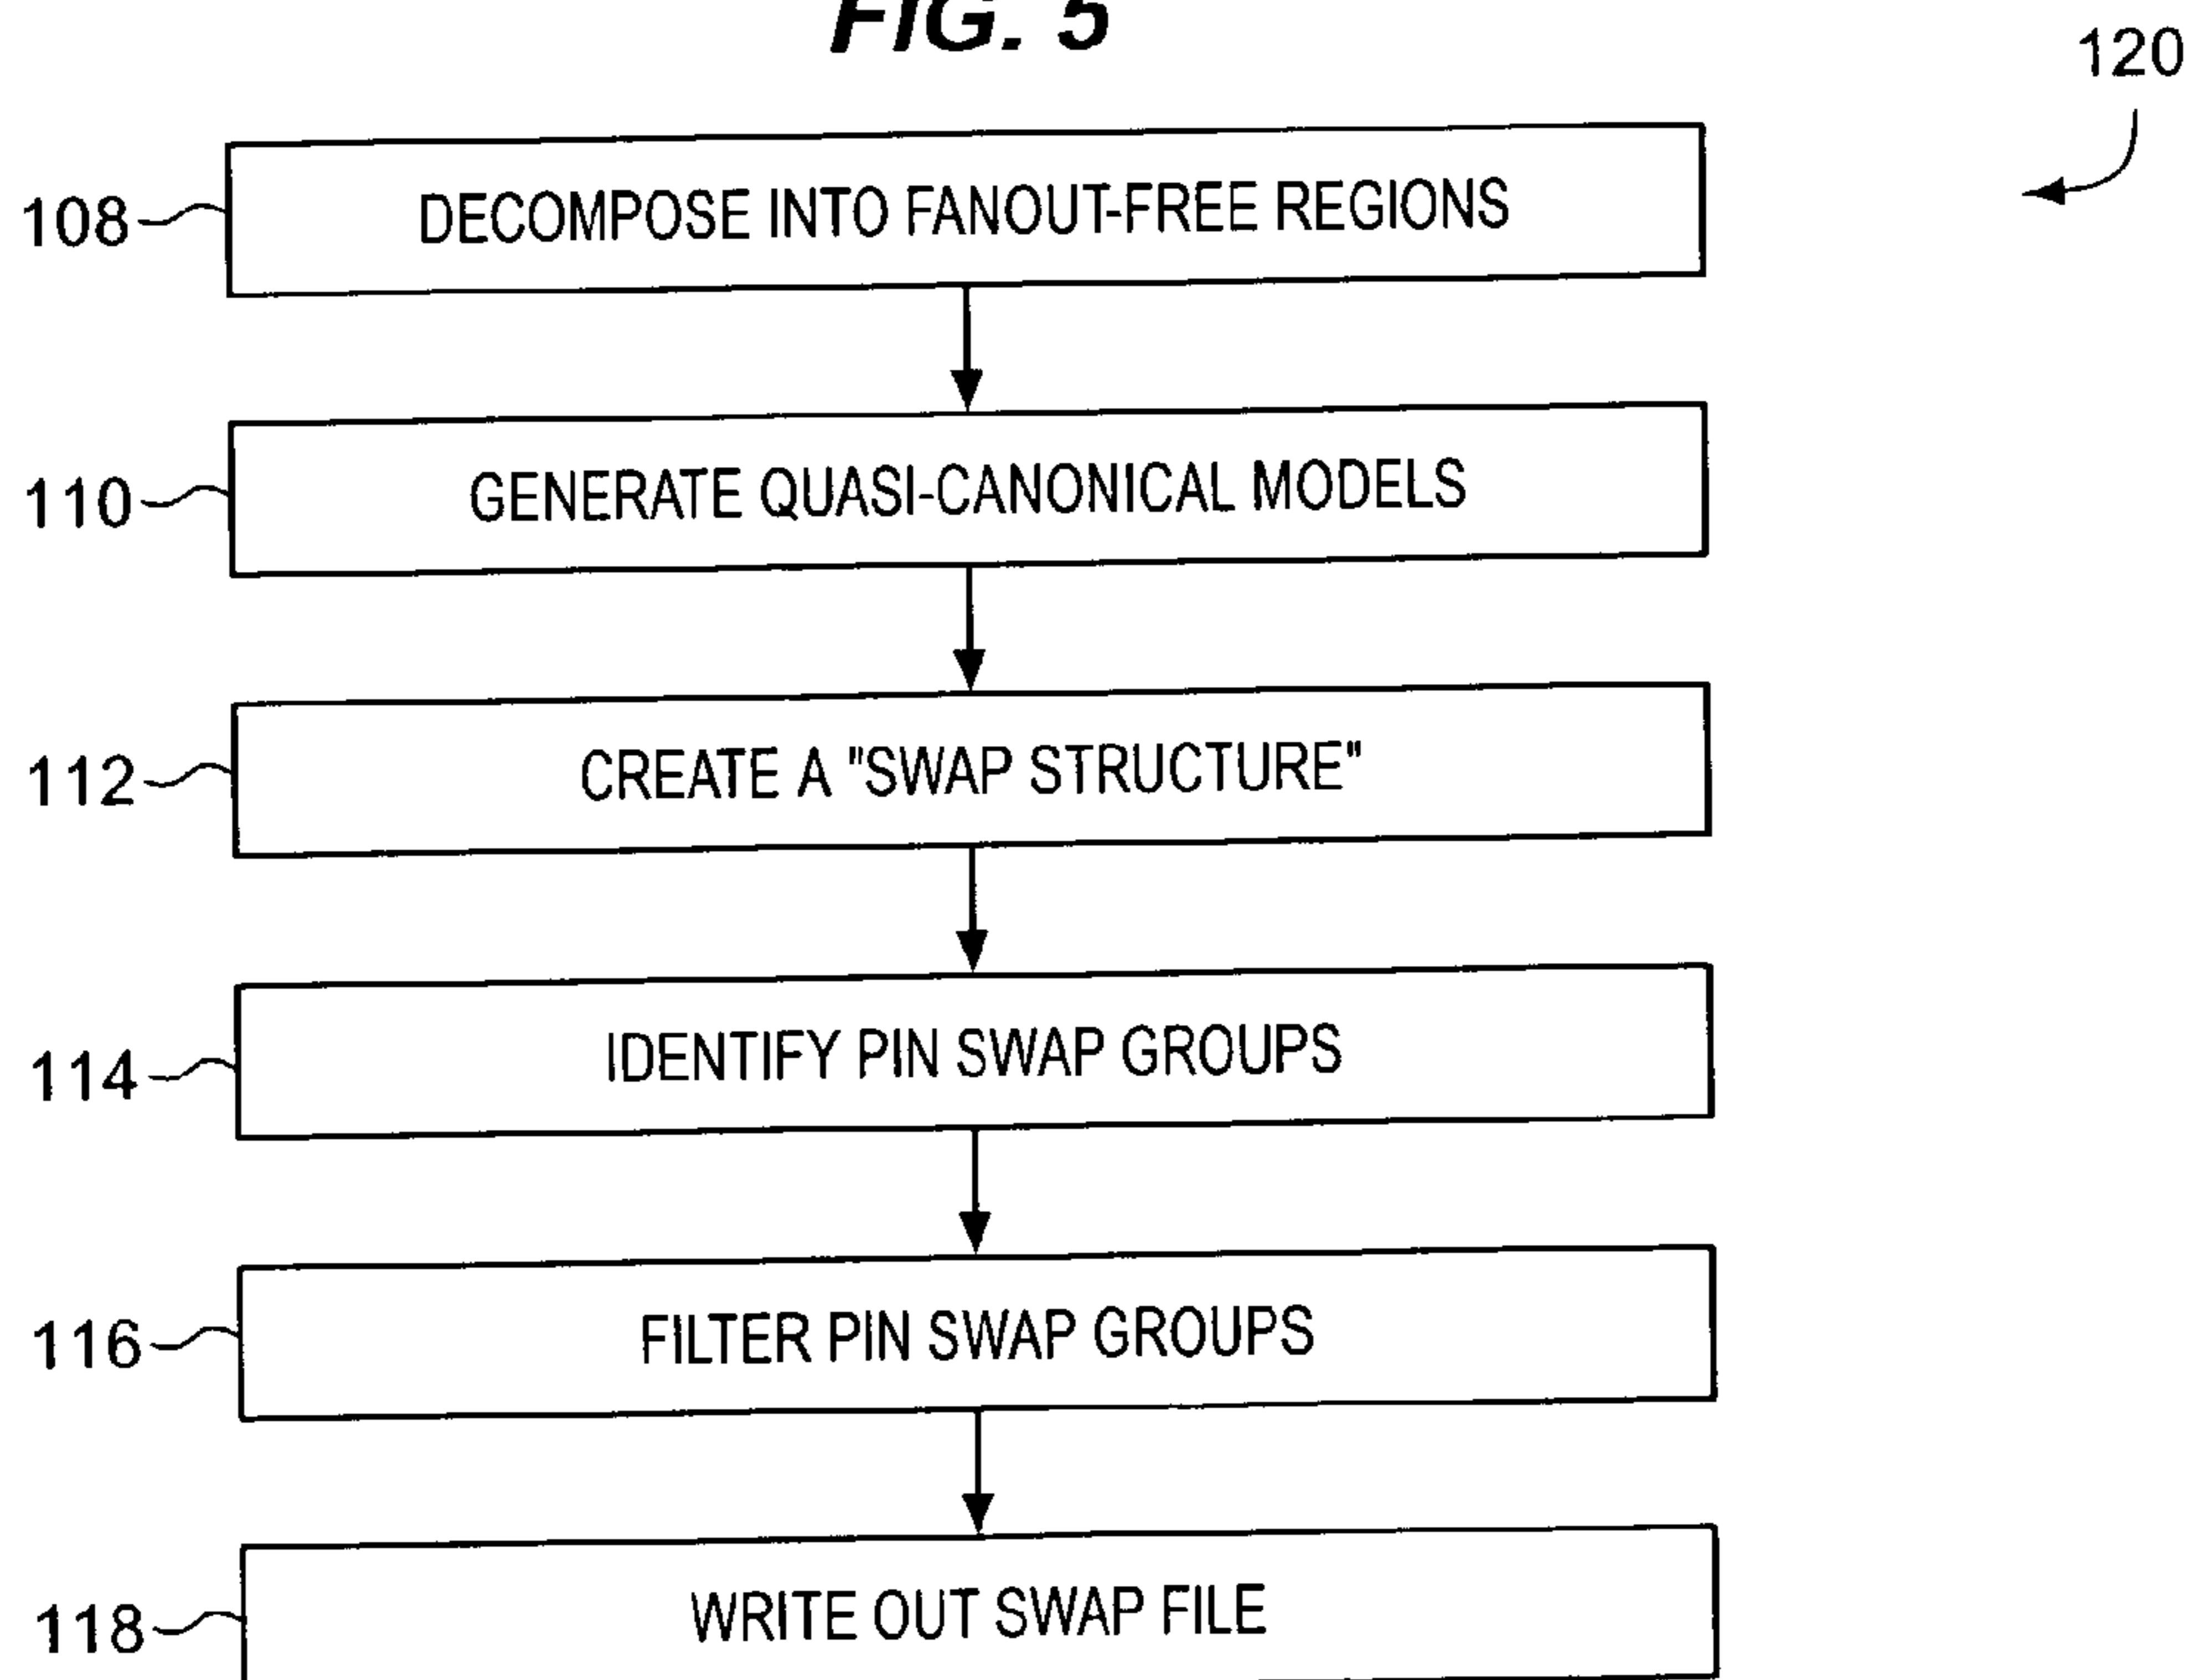 FIG. 5
120
108 DECOMPOSE INTO FANOUT-FREE REGIONS
110 GENERATE QUASI-CANONICAL MODELS
112 CREATE A "SWAP STRUCTURE"
114 IDENTIFY PIN SWAP GROUPS
116 FILTER PIN SWAP GROUPS
118 WRITE OUT SWAP FILE